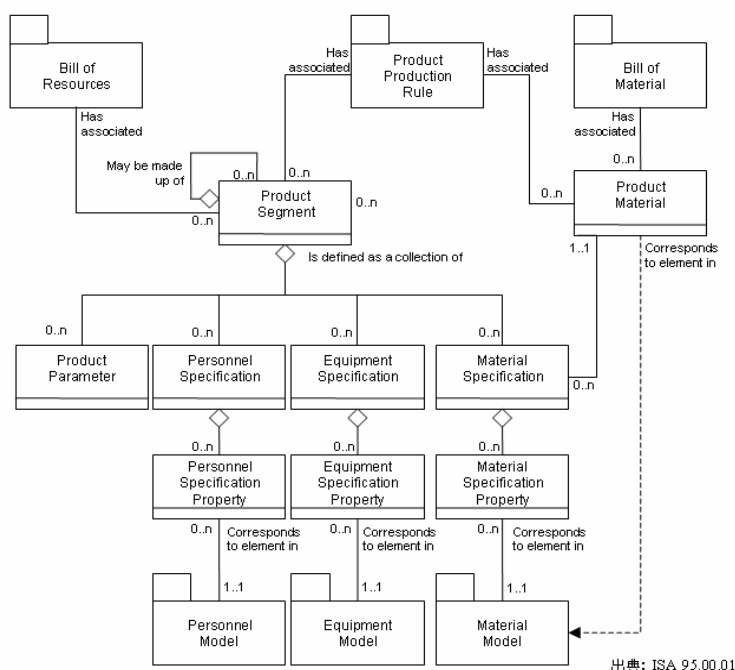 Bill of
Resources
Product
Production
Rule
Bill of
Material
Has
associated
Has
associated
Has
associated
Has
associated
May be made
up of
0..n
0..n
0..n
0..n
0..n
0..n
Product
Segment
Product
Material
Is defined as a collection of
1..1
Corresponds
to element in
0..n
0..n
0..n
0..n
Product
Parameter
Personnel
Specification
Equipment
Specification
Material
Specification
0..n
0..n
0..n
0..n
Personnel
Specification
Property
Equipment
Specification
Property
Material
Specification
Property
0..n
Corresponds
to element in
0..n
Corresponds
to element in
0..n
Corresponds
to element in
1..1
1..1
1..1
Personnel
Model
Equipment
Model
Material
Model
出典: ISA 95.00.01